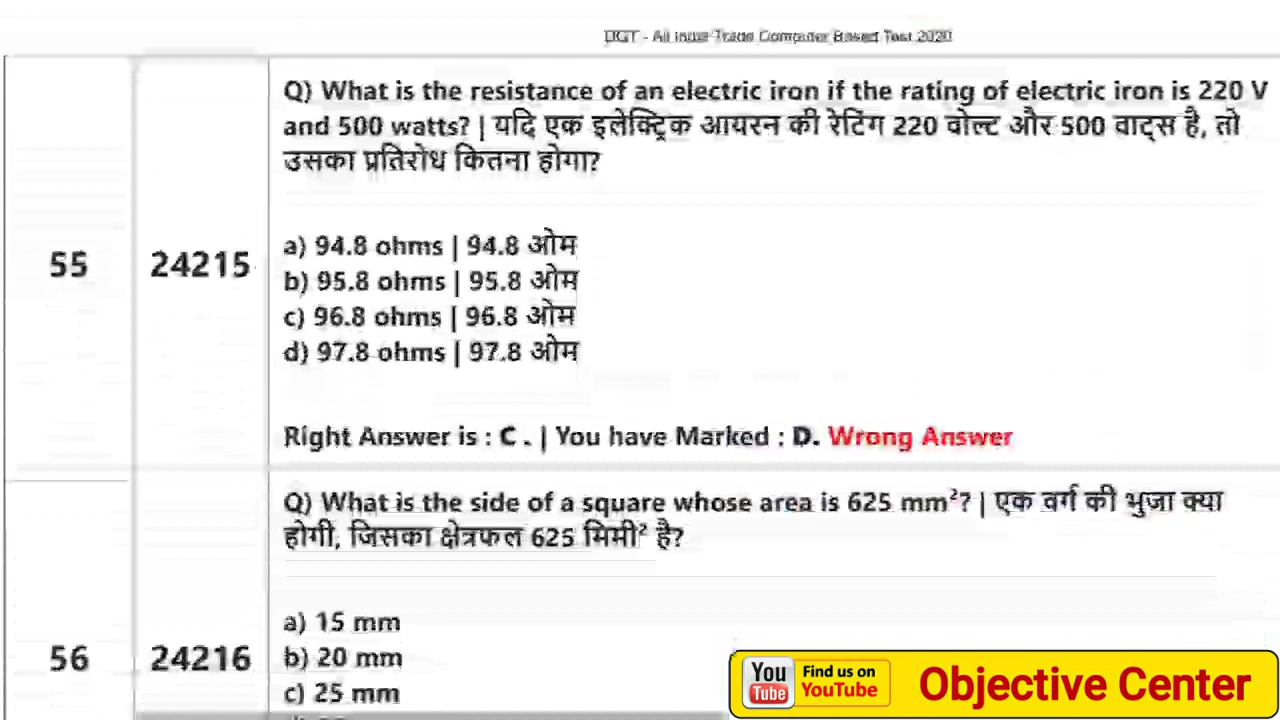 DGT - All India Trade Computer Based Test 2020
Q) What is the resistance of an electric iron if the rating of electric iron is 220 V
and 500 watts? | यदि एक इलेक्ट्रिक आयरन की रेटिंग 220 वोल्ट और 500 वाट्स है, तो
उसका प्रतिरोध कितना होगा?
55
24215
a) 94.8 ohms | 94.8 ओम
b) 95.8 ohms | 95.8 ओम
c) 96.8 ohms | 96.8 ओम
d) 97.8 ohms | 97.8 ओम
Right Answer is : C . | You have Marked : D. Wrong Answer
Q) What is the side of a square whose area is 625 mm²? | एक वर्ग की भुजा क्या
होगी, जिसका क्षेत्रफल 625 मिमी² है?
a) 15 mm
56
24216
b) 20 mm
c) 25 mm
You Tube
Find us on
YouTube
Objective Center